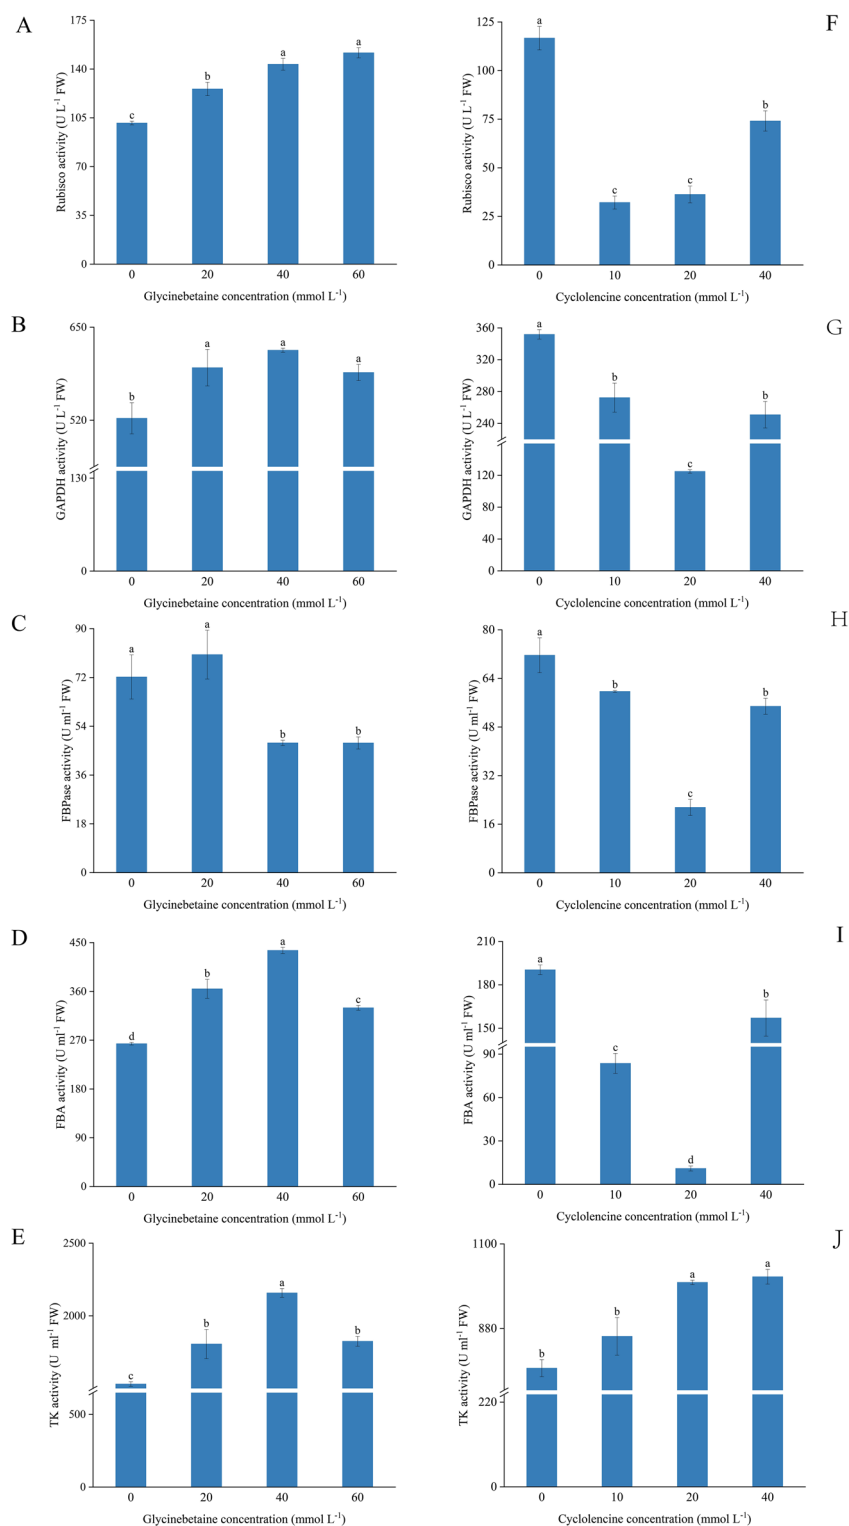 A
175
140
105
70
35
0
Rubisco activity (U L⁻¹ FW)
c
b
a
a
0 20 40 60
Glycinebetaine concentration (mmol L⁻¹)
F
125
100
75
50
25
0
Rubisco activity (U L⁻¹ FW)
a
c
c
b
0 10 20 40
Cyclolencine concentration (mmol L⁻¹)
B
650
520
130
0
GAPDH activity (U L⁻¹ FW)
b
a
a
a
0 20 40 60
Glycinebetaine concentration (mmol L⁻¹)
G
360
320
280
240
120
80
40
0
GAPDH activity (U L⁻¹ FW)
a
b
c
b
0 10 20 40
Cyclolencine concentration (mmol L⁻¹)
C
90
72
54
36
18
0
FBPase activity (U ml⁻¹ FW)
a
a
b
b
0 20 40 60
Glycinebetaine concentration (mmol L⁻¹)
H
80
64
48
32
16
0
FBPase activity (U ml⁻¹ FW)
a
b
c
b
0 10 20 40
Cyclolencine concentration (mmol L⁻¹)
D
450
360
270
180
90
0
FBA activity (U ml⁻¹ FW)
d
b
a
c
0 20 40 60
Glycinebetaine concentration (mmol L⁻¹)
I
210
180
150
90
60
30
0
FBA activity (U ml⁻¹ FW)
a
c
d
b
0 10 20 40
Cyclolencine concentration (mmol L⁻¹)
E
2500
2000
500
0
TK activity (U ml⁻¹ FW)
c
b
a
b
0 20 40 60
Glycinebetaine concentration (mmol L⁻¹)
J
1100
880
220
0
TK activity (U ml⁻¹ FW)
b
b
a
a
0 10 20 40
Cyclolencine concentration (mmol L⁻¹)